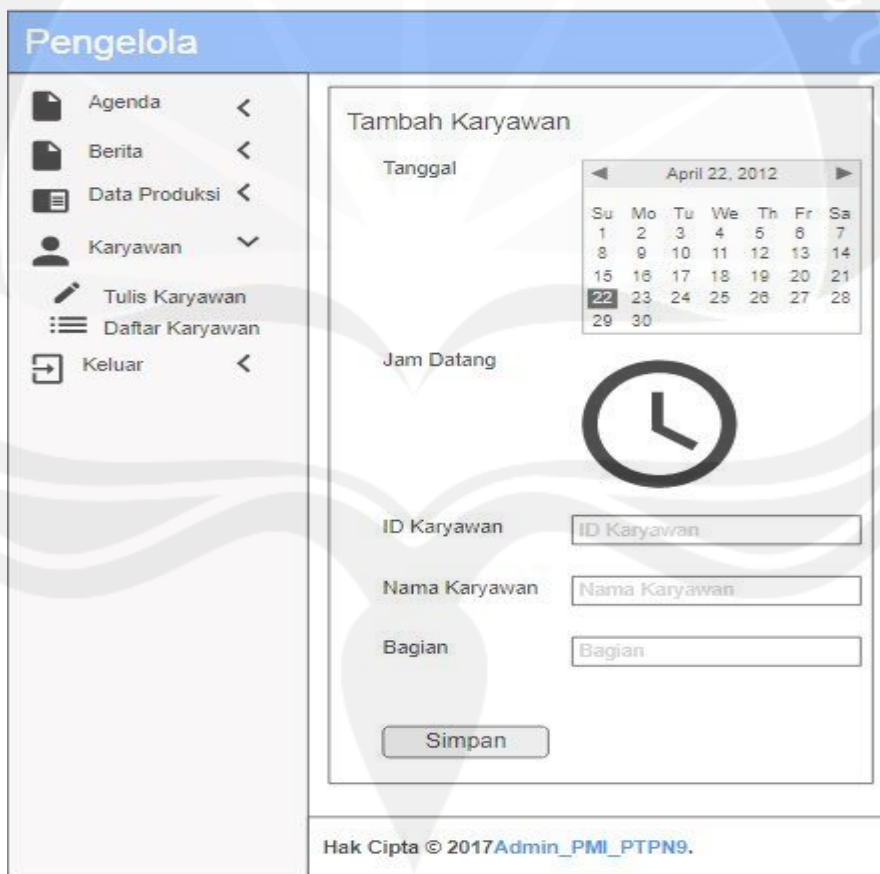 Pengelola
Agenda
Berita
Data Produksi
Karyawan
Tulis Karyawan
Daftar Karyawan
Keluar
Tambah Karyawan
Tanggal
April 22, 2012
Su Mo Tu We Th Fr Sa
1 2 3 4 5 6 7
8 9 10 11 12 13 14
15 16 17 18 19 20 21
22 23 24 25 26 27 28
29 30
Jam Datang
ID Karyawan
ID Karyawan
Nama Karyawan
Nama Karyawan
Bagian
Bagian
Simpan
Hak Cipta © 2017Admin_PMI_PTPN9.